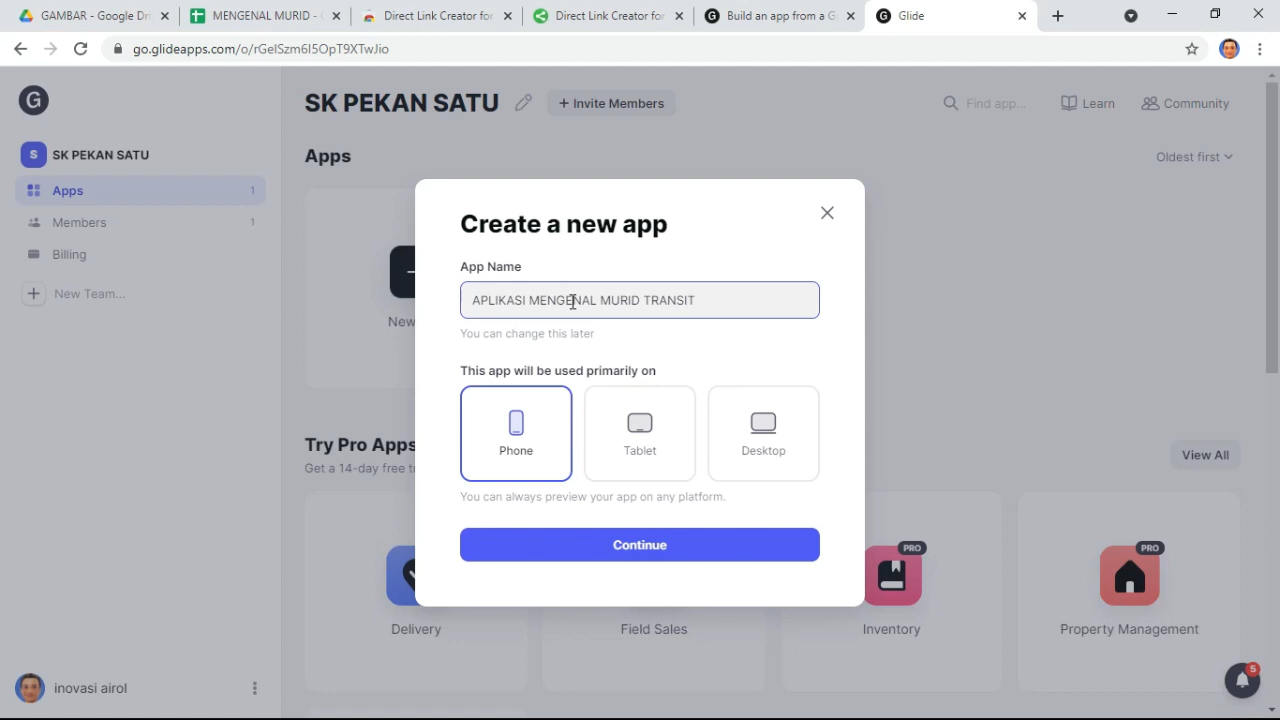 GAMBAR - Google Dri
MENGENAL MURID - 
Direct Link Creator for
Direct Link Creator for
Build an app from a G
Glide
go.glideapps.com/o/rGelSzm6l5OpT9XTwJio
G
SK PEKAN SATU
+ Invite Members
Find app...
Learn
Community
S
SK PEKAN SATU
Apps
1
Members
1
Billing
New Team...
Apps
Oldest first
New
Create a new app
App Name
APLIKASI MENGENAL MURID TRANSIT
You can change this later
This app will be used primarily on
Phone
Tablet
Desktop
You can always preview your app on any platform.
Continue
Try Pro Apps
Get a 14-day free tr
View All
PRO
PRO
Delivery
Field Sales
Inventory
Property Management
inovasi airol
5